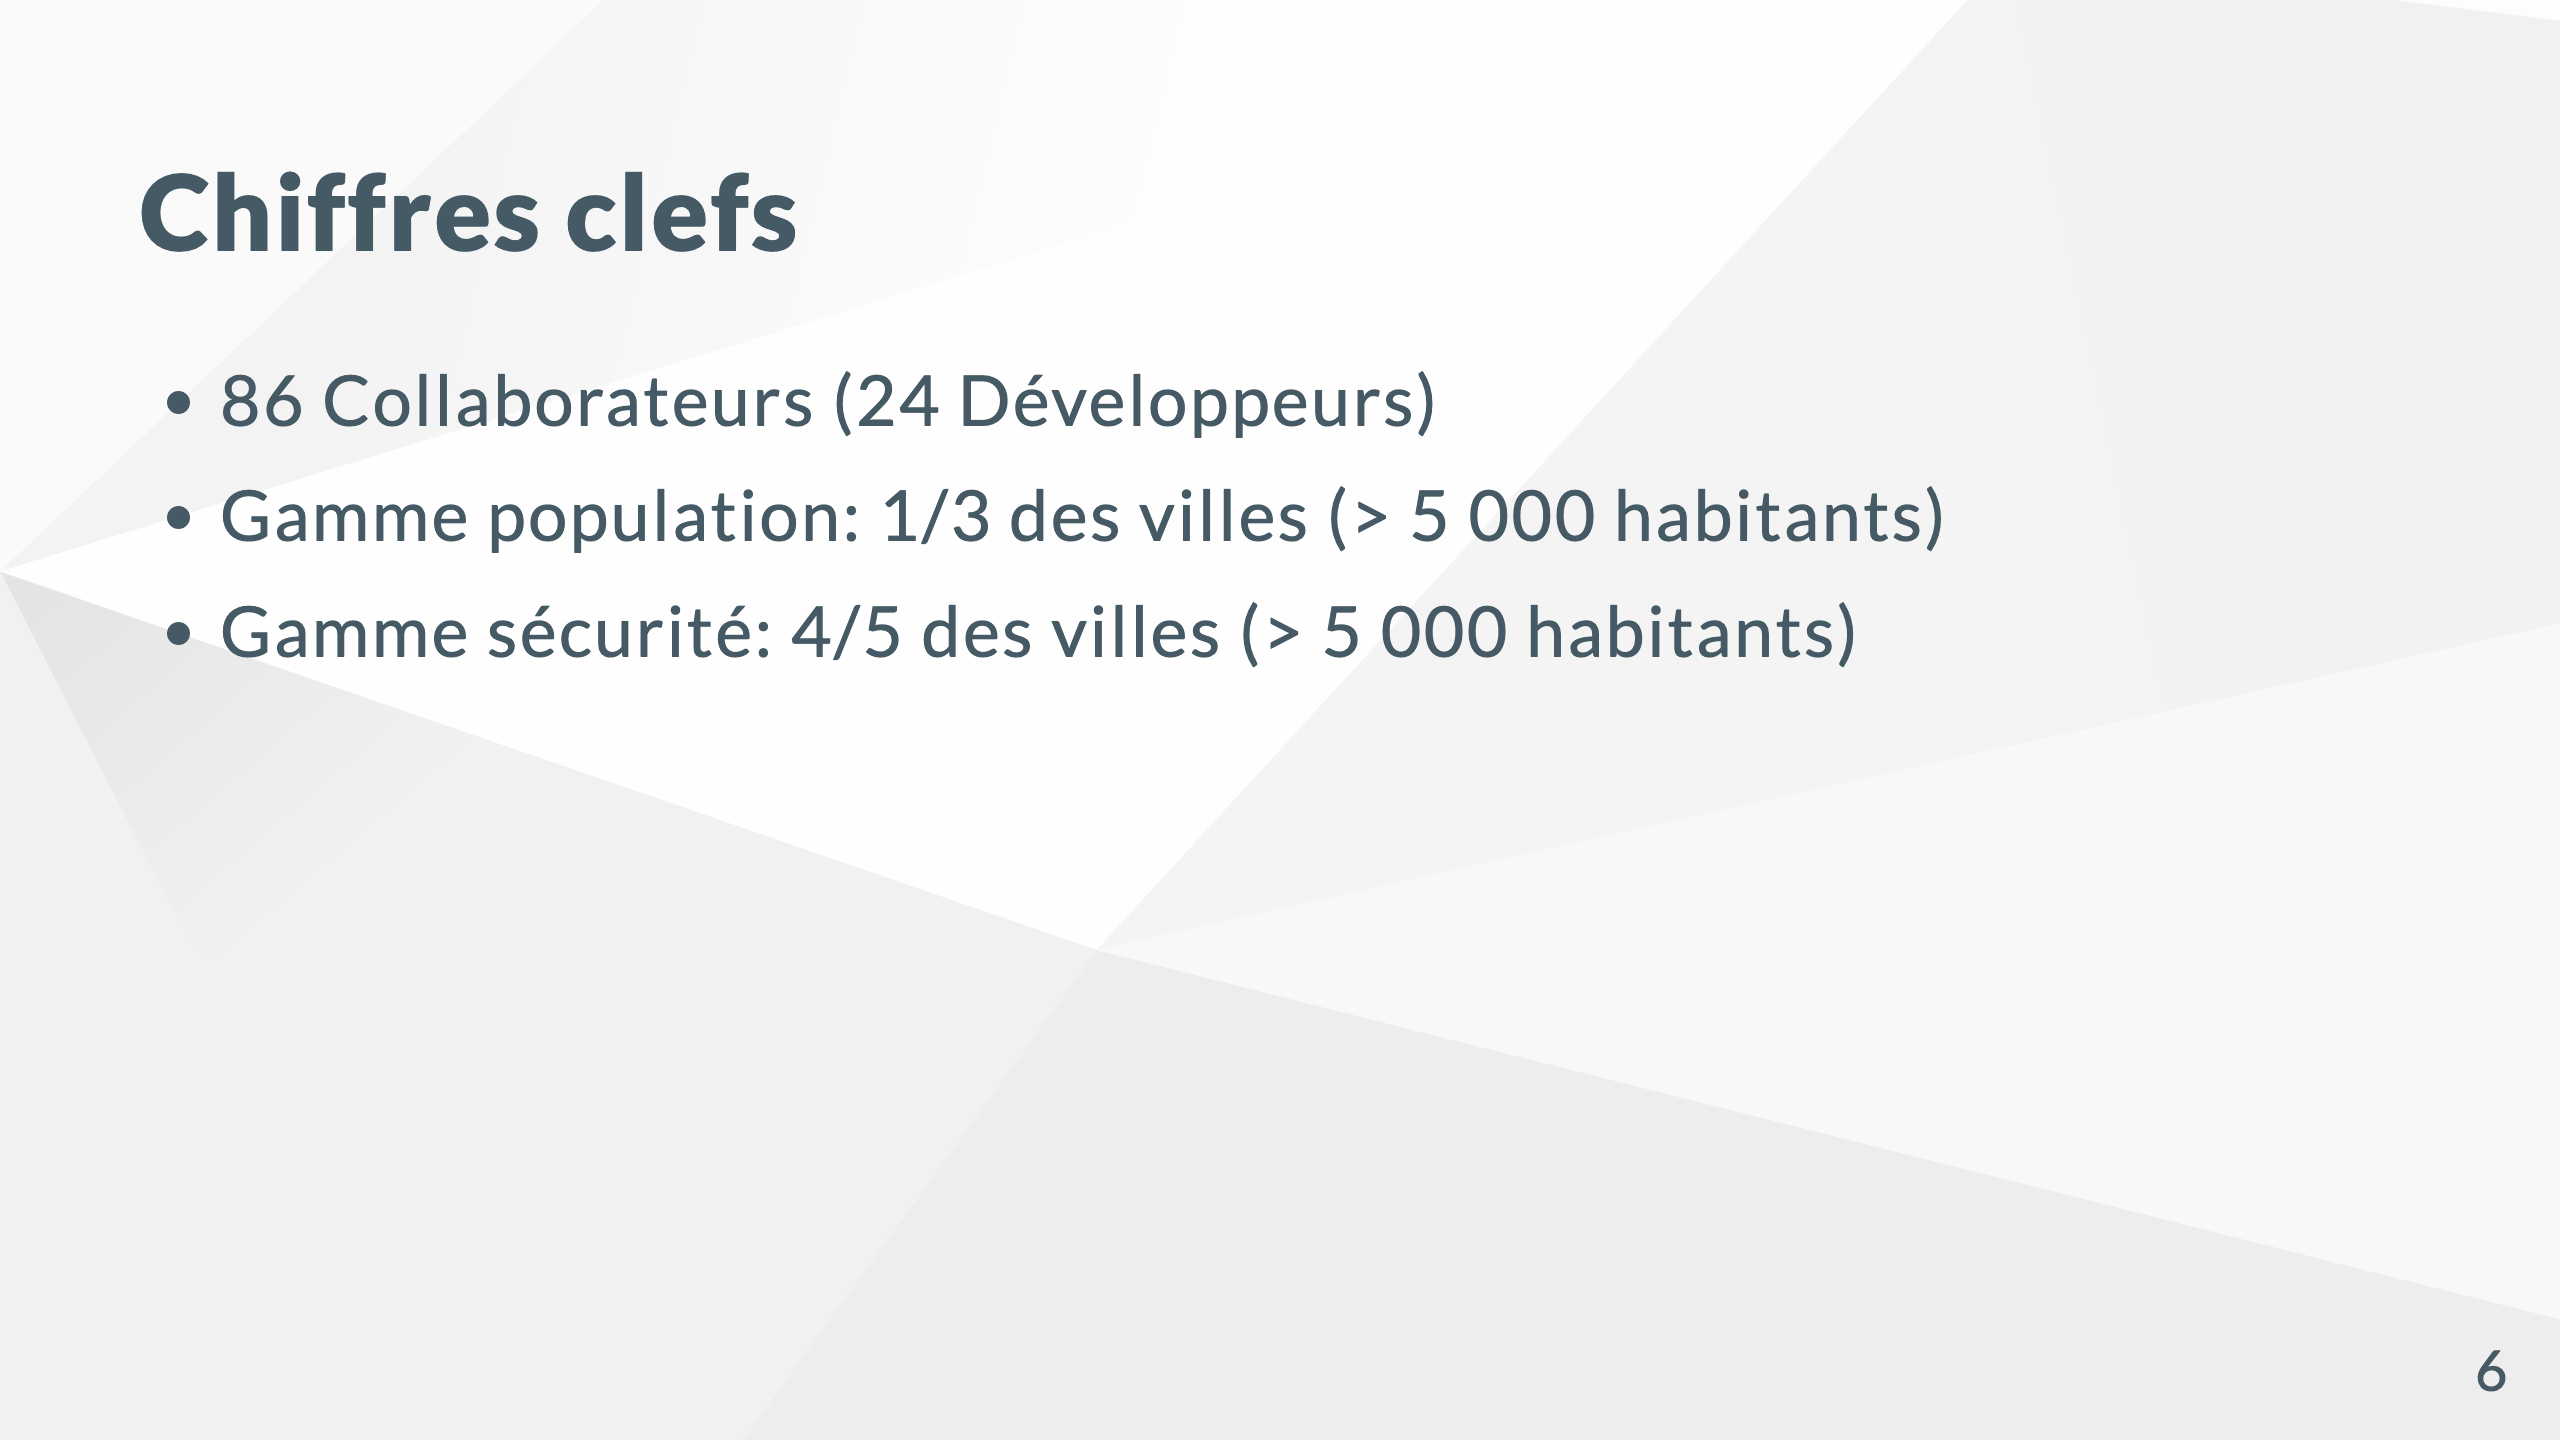 Chiffres clefs
• 86 Collaborateurs (24 Développeurs)
• Gamme population: 1/3 des villes (> 5 000 habitants)
• Gamme sécurité: 4/5 des villes (> 5 000 habitants)
6